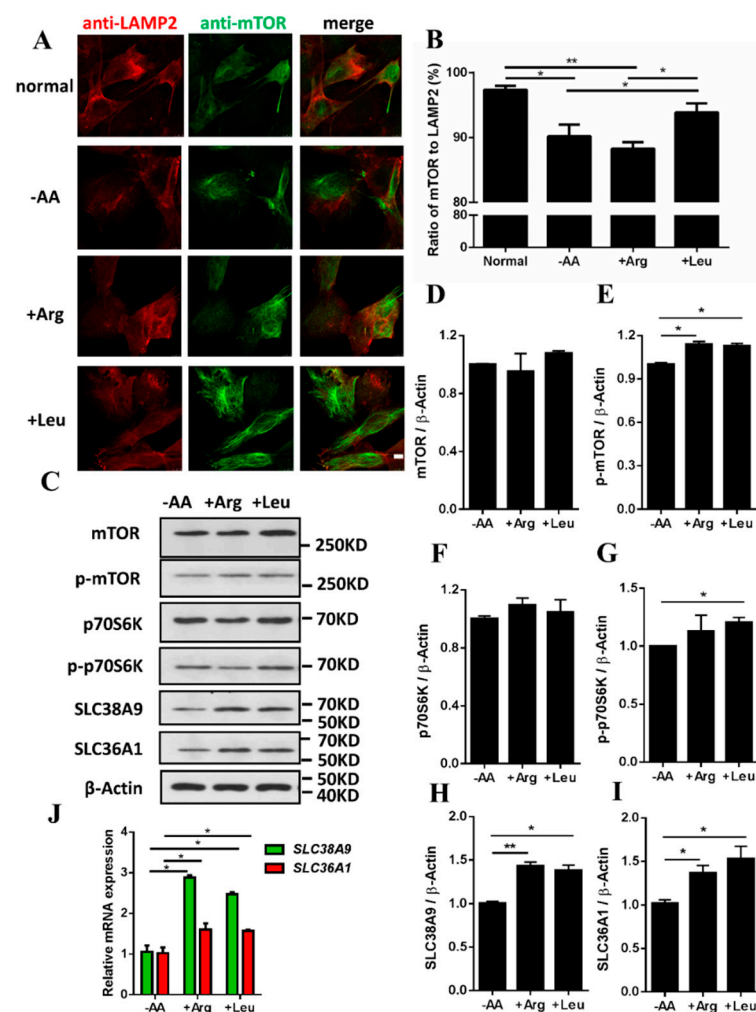 anti-LAMP2 anti-mTOR merge
A
normal
-AA
+Arg
+Leu
B
Ratio of mTOR to LAMP2 (%)
100
90
80
80
0
** 
* *
*
Normal -AA +Arg +Leu
C
-AA +Arg +Leu
mTOR
250KD
p-mTOR
250KD
p70S6K
70KD
p-p70S6K
70KD
SLC38A9
70KD
50KD
SLC36A1
70KD
50KD
β-Actin
50KD
40KD
D
mTOR / β-Actin
1.2
0.9
0.6
0.3
0.0
-AA +Arg +Leu
E
p-mTOR / β-Actin
1.2
1.0
1.2
0.3
0.0
*
*
-AA +Arg +Leu
F
p70S6K / β-Actin
1.2
0.8
0.4
0.0
-AA +Arg +Leu
G
p-p70S6K / β-Actin
1.5
1.0
0.5
0.0
*
-AA +Arg +Leu
H
SLC38A9 / β-Actin
2.0
1.5
1.0
0.5
0.0
*
**
-AA +Arg +Leu
I
SLC36A1 / β-Actin
2.0
1.5
1.0
0.5
0.0
*
*
-AA +Arg +Leu
J
Relative mRNA expression
4
3
2
1
0
*
*
*
*
SLC38A9
SLC36A1
-AA +Arg +Leu